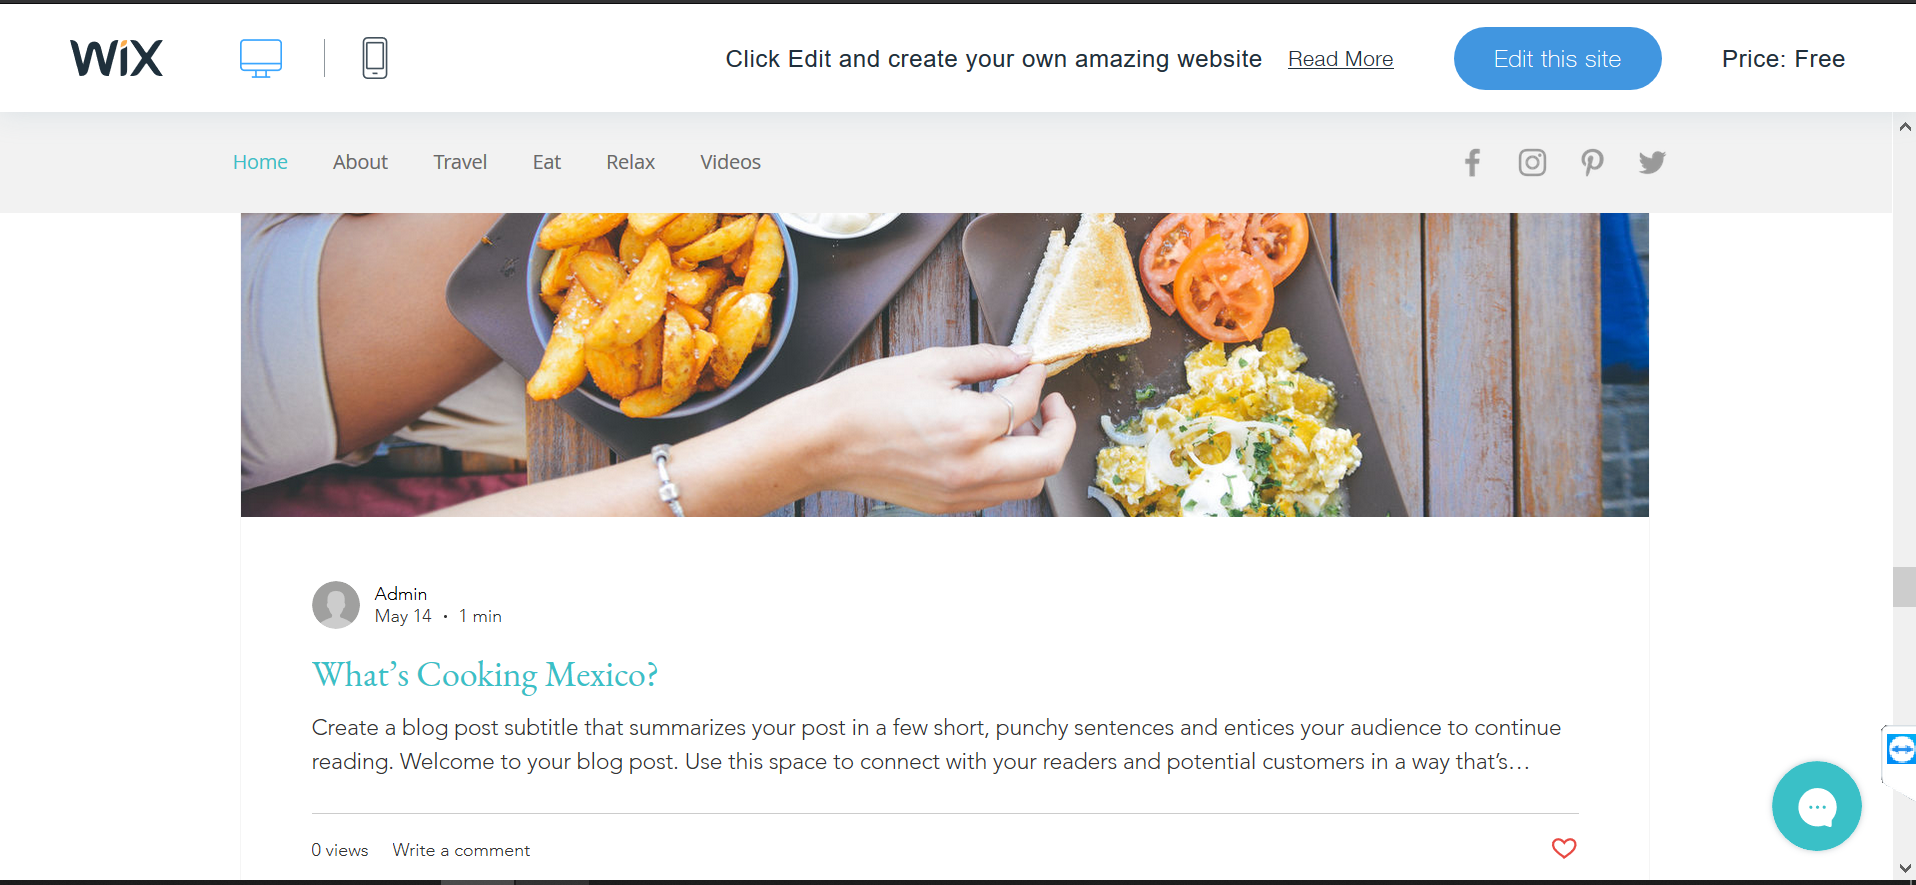 WiX
Click Edit and create your own amazing website Read More Edit this site Price: Free
Home About Travel Eat Relax Videos
Admin
May 14 · 1 min
What’s Cooking Mexico?
Create a blog post subtitle that summarizes your post in a few short, punchy sentences and entices your audience to continue
reading. Welcome to your blog post. Use this space to connect with your readers and potential customers in a way that’s…
0 views Write a comment